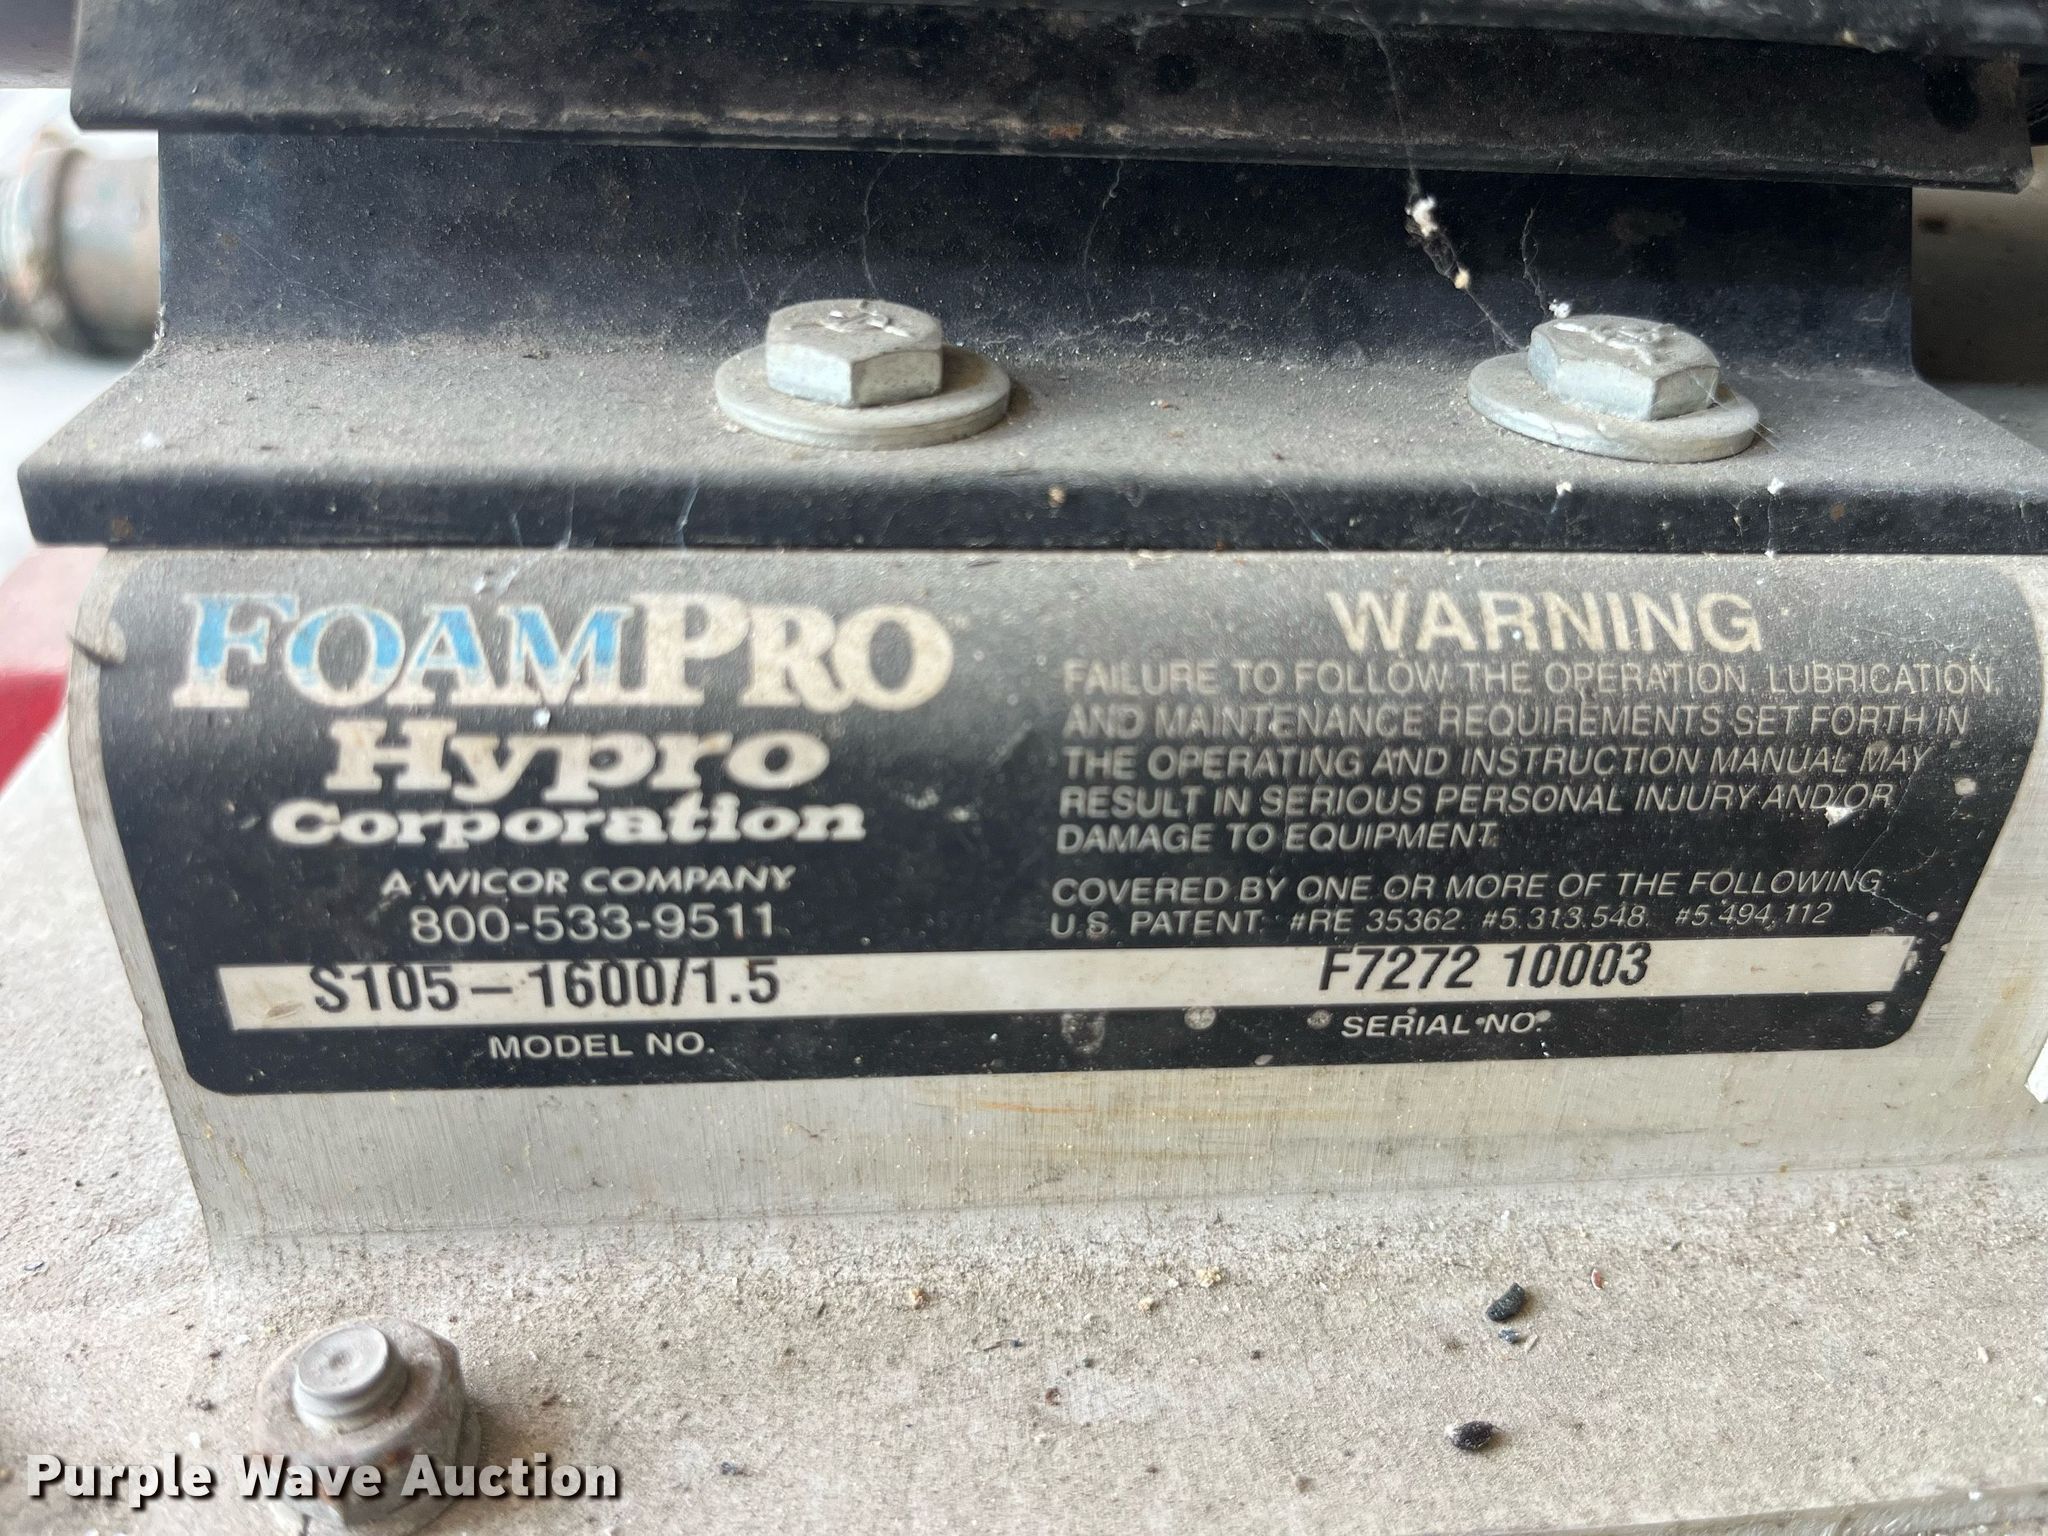 FOAMPRO™
Hypro
Corporation
A WICOR COMPANY
800-533-9511
S105-1600/1.5
MODEL NO.
WARNING
FAILURE TO FOLLOW THE OPERATION, LUBRICATION,
AND MAINTENANCE REQUIREMENTS SET FORTH IN
THE OPERATING AND INSTRUCTION MANUAL MAY
RESULT IN SERIOUS PERSONAL INJURY AND/OR
DAMAGE TO EQUIPMENT.
COVERED BY ONE OR MORE OF THE FOLLOWING
U.S. PATENT: #RE 35362. #5,313,548. #5,494,112
F7272 10003
SERIAL NO.
Purple Wave Auction